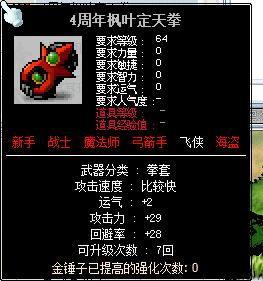 4周年枫叶定天拳
要求等级： 64
要求力量： 0
要求敏捷： 0
要求智力： 0
要求运气： 0
要求人气度： -
道具等级： -
道具经验值： -
新手 战士 魔法师 弓箭手 飞侠 海盗
武器分类： 拳套
攻击速度： 比较快
运气： +2
攻击力： +29
回避率： +28
可升级次数： 7回
金锤子已提高的强化次数: 0